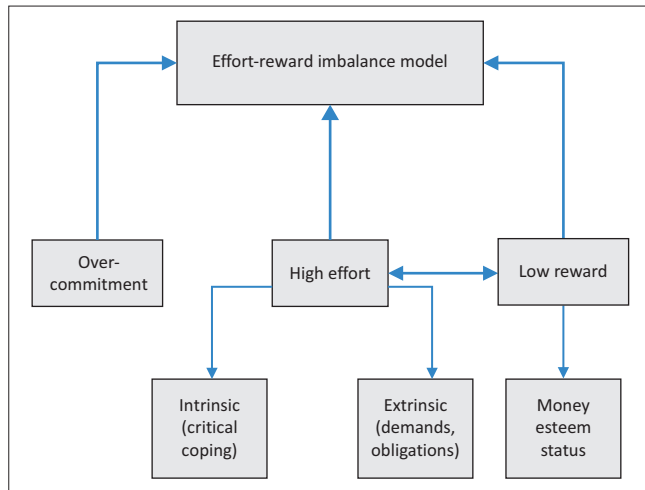 Effort-reward imbalance model
Over-
commitment
High effort
Low reward
Intrinsic
(critical
coping)
Extrinsic
(demands,
obligations)
Money
esteem
status